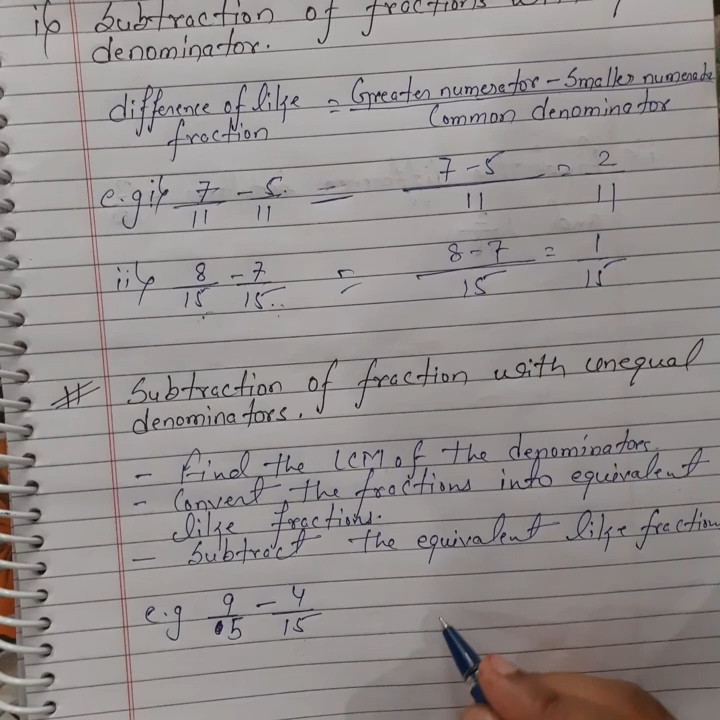 ii) Subtraction of fractions with
denominator.
difference of like fraction = Greater numerator - Smaller numerator / Common denominator
e.g i) 7/11 - 5/11 = 7-5/11 = 2/11
ii) 8/15 - 7/15 = 8-7/15 = 1/15
# Subtraction of fraction with unequal
denominators.
- Find the LCM of the denominators.
- Convert the fractions into equivalent
like fractions.
- Subtract the equivalent like fraction
e.g 9/5 - 4/15